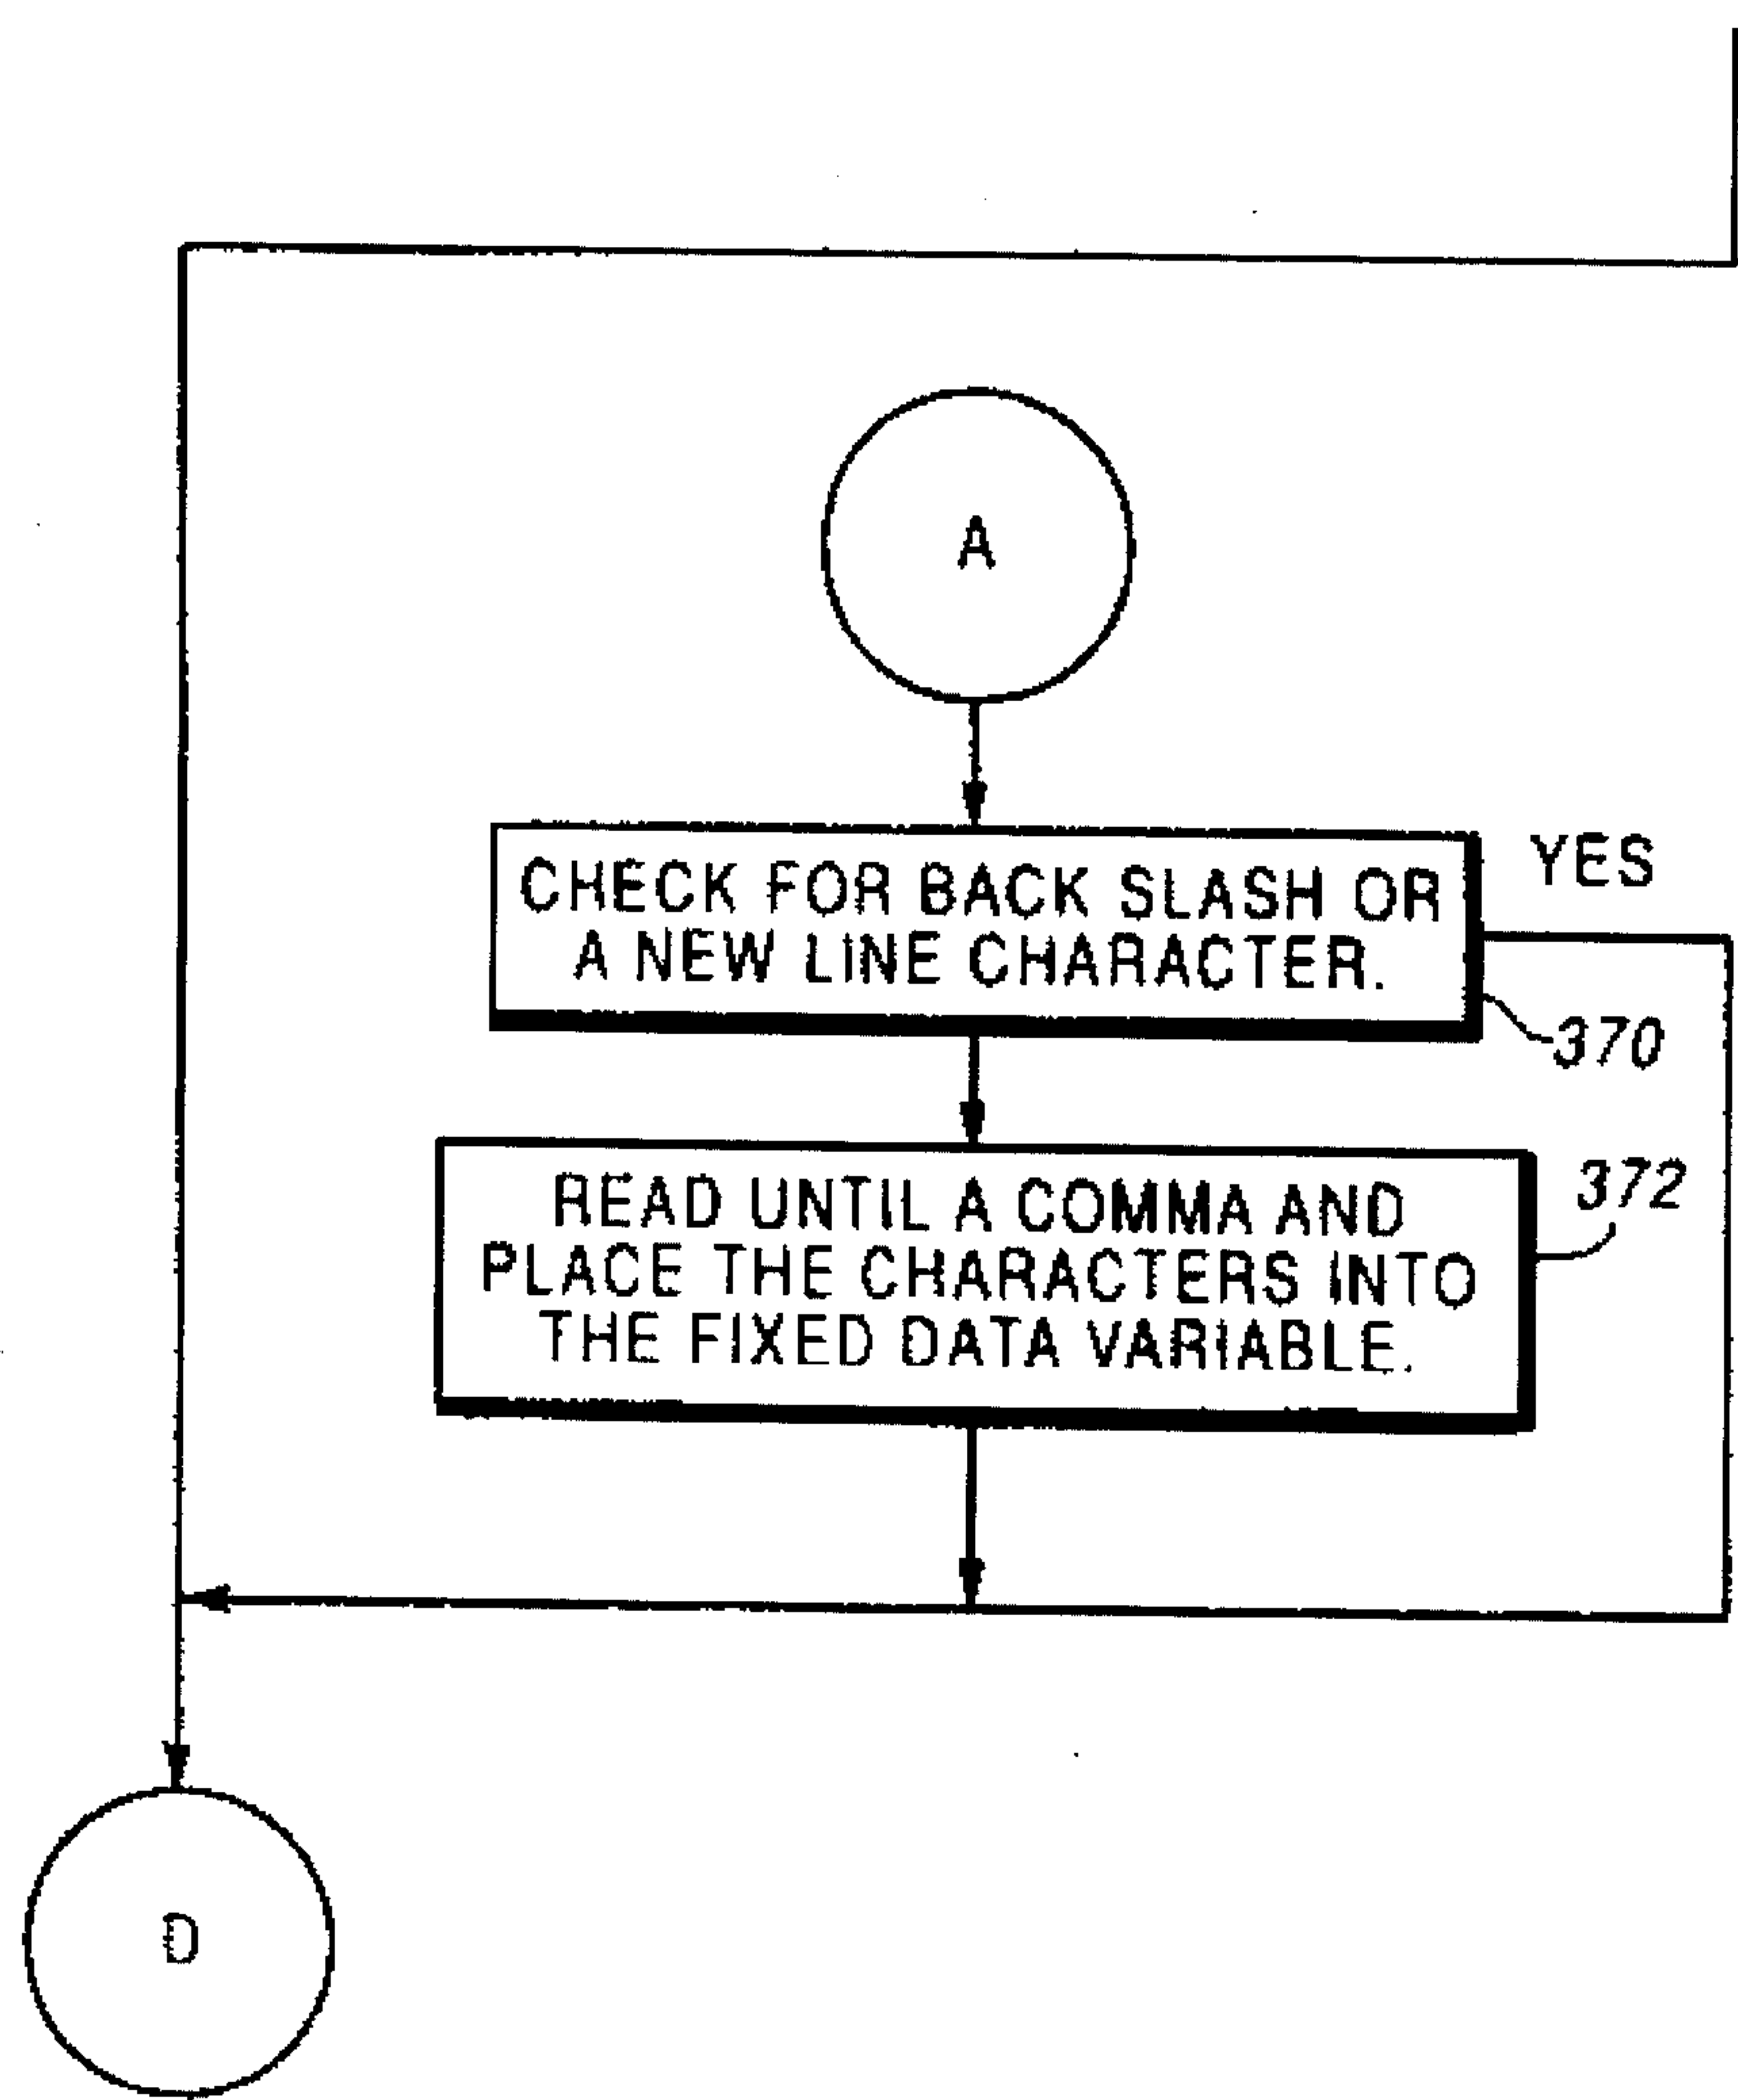 A
CHECK FOR BACK SLASH OR
A NEW LINE CHARACTER.
YES
370
READ UNTIL A COMMA AND
PLACE THE CHARACTERS INTO
THE FIXED DATA VARIABLE.
372
D